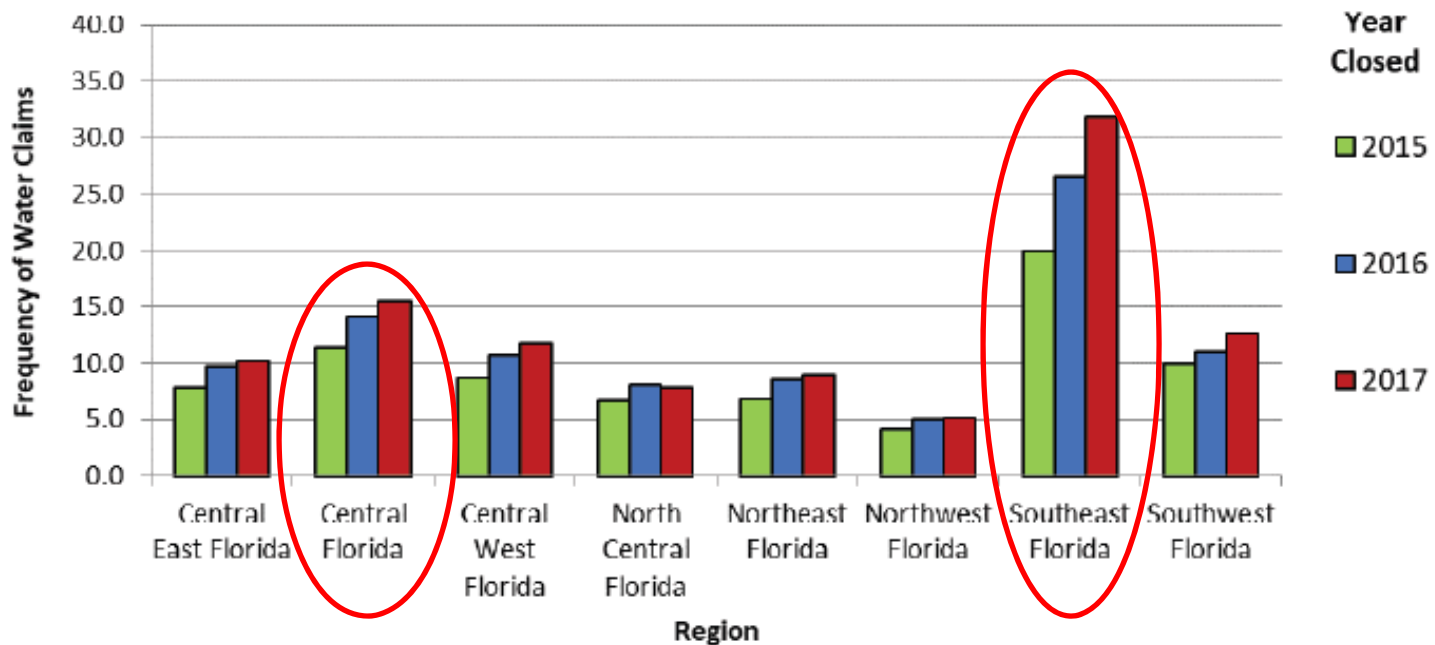 Frequency of Water Claims
40.0
35.0
30.0
25.0
20.0
15.0
10.0
5.0
0.0
Central
East Florida
Central
Florida
Central
West
Florida
North
Central
Florida
Northeast
Florida
Northwest
Florida
Southeast
Florida
Southwest
Florida
Region
Year
Closed
2015
2016
2017